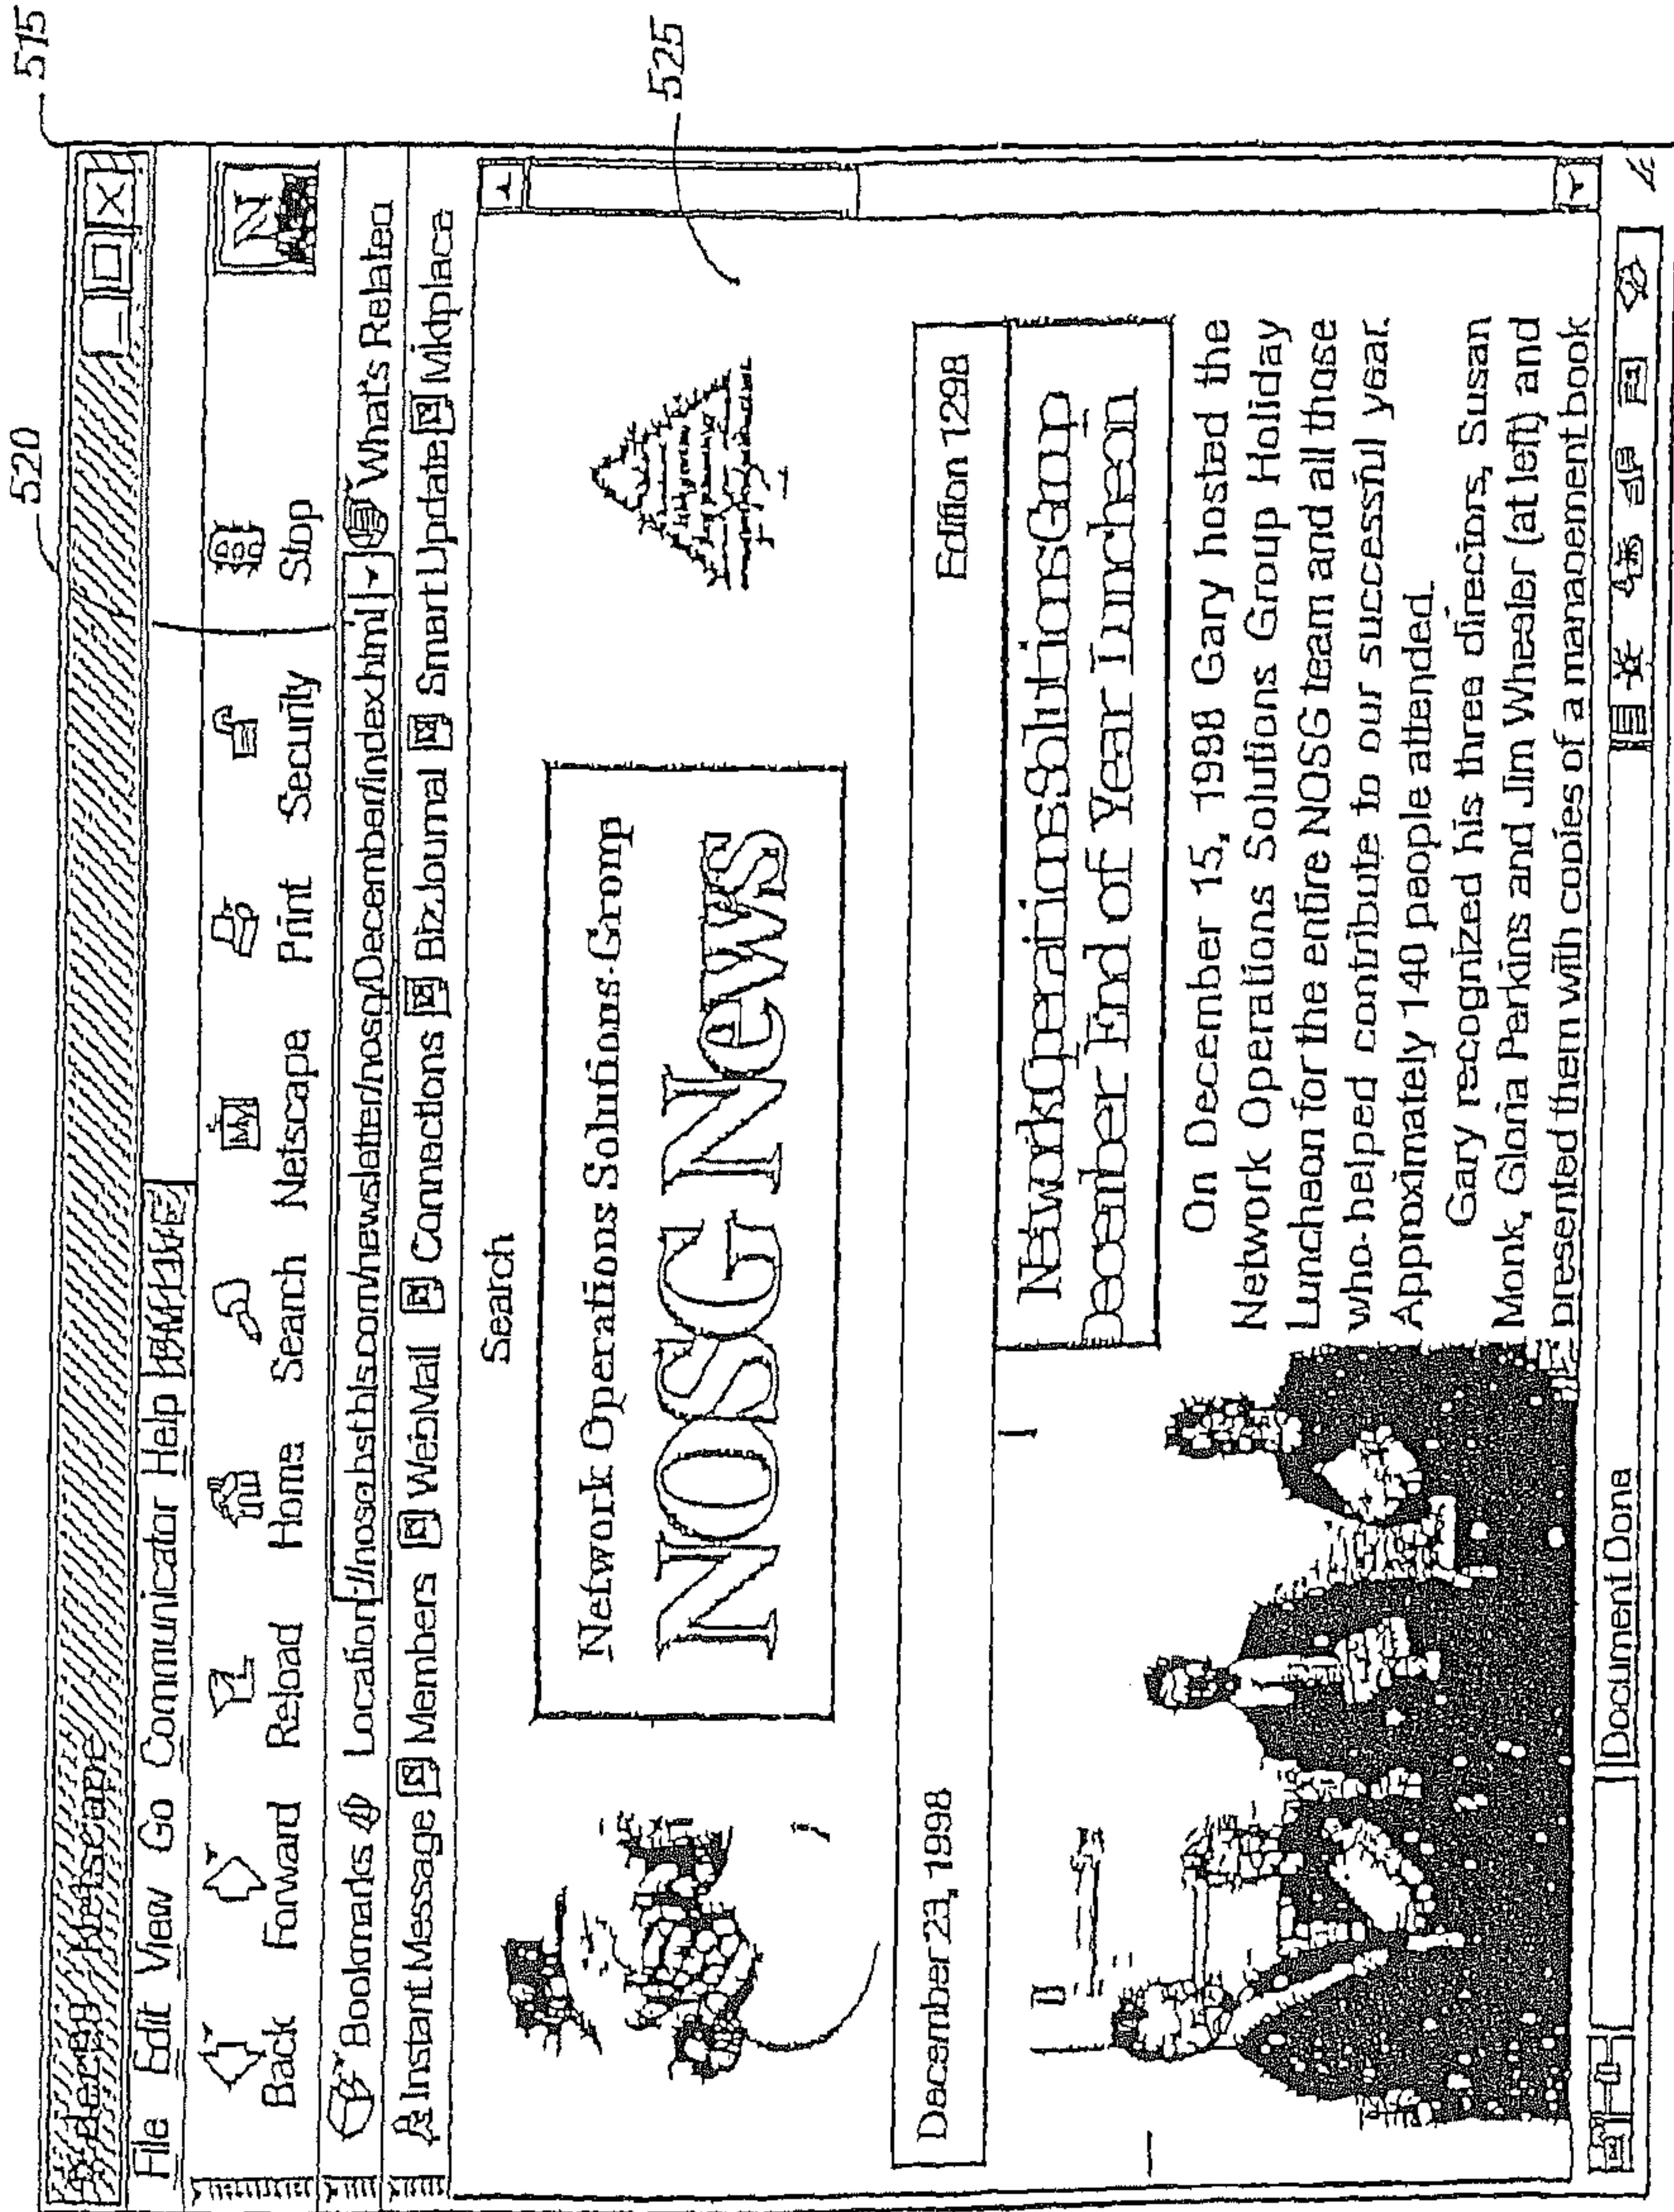 515
520
Netscape
File Edit View Go Communicator Help
Back Forward Reload Home Search Netscape Print Security Stop
N
Bookmarks Location://nosg.bst.bls.com/newsletter/nosg/December/index.html What's Related
Instant Message Members WebMail Connections BizJournal SmartUpdate Mktplace
Search
525
Network Operations Solutions Group
NOSG News
December 23, 1998 Edition 1298
Network Operations Solutions Group
December End of Year Luncheon
On December 15, 1998 Gary hosted the
Network Operations Solutions Group Holiday
Luncheon for the entire NOSG team and all those
who-helped contribute to our successful year.
Approximately 140 people attended.
Gary recognized his three directors, Susan
Monk, Gloria Perkins and Jim Whealer (at left) and
presented them with copies of a management book
Document Done